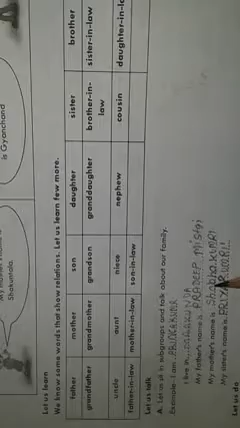 Shakuntala.
is Gyanchand
Let us learn
We know some words that show relations. Let us learn few more.
father mother son daughter sister brother
grandfather grandmother grandson granddaughter brother-in-law sister-in-law
uncle aunt niece nephew cousin daughter-in-
father-in-law mother-in-law son-in-law
Let us talk
A. Let us sit in subgroups and talk about our family.
Example- I am
I live in
My father's name is PRADEEP
My mother's name is
My sister's name is
Let us do